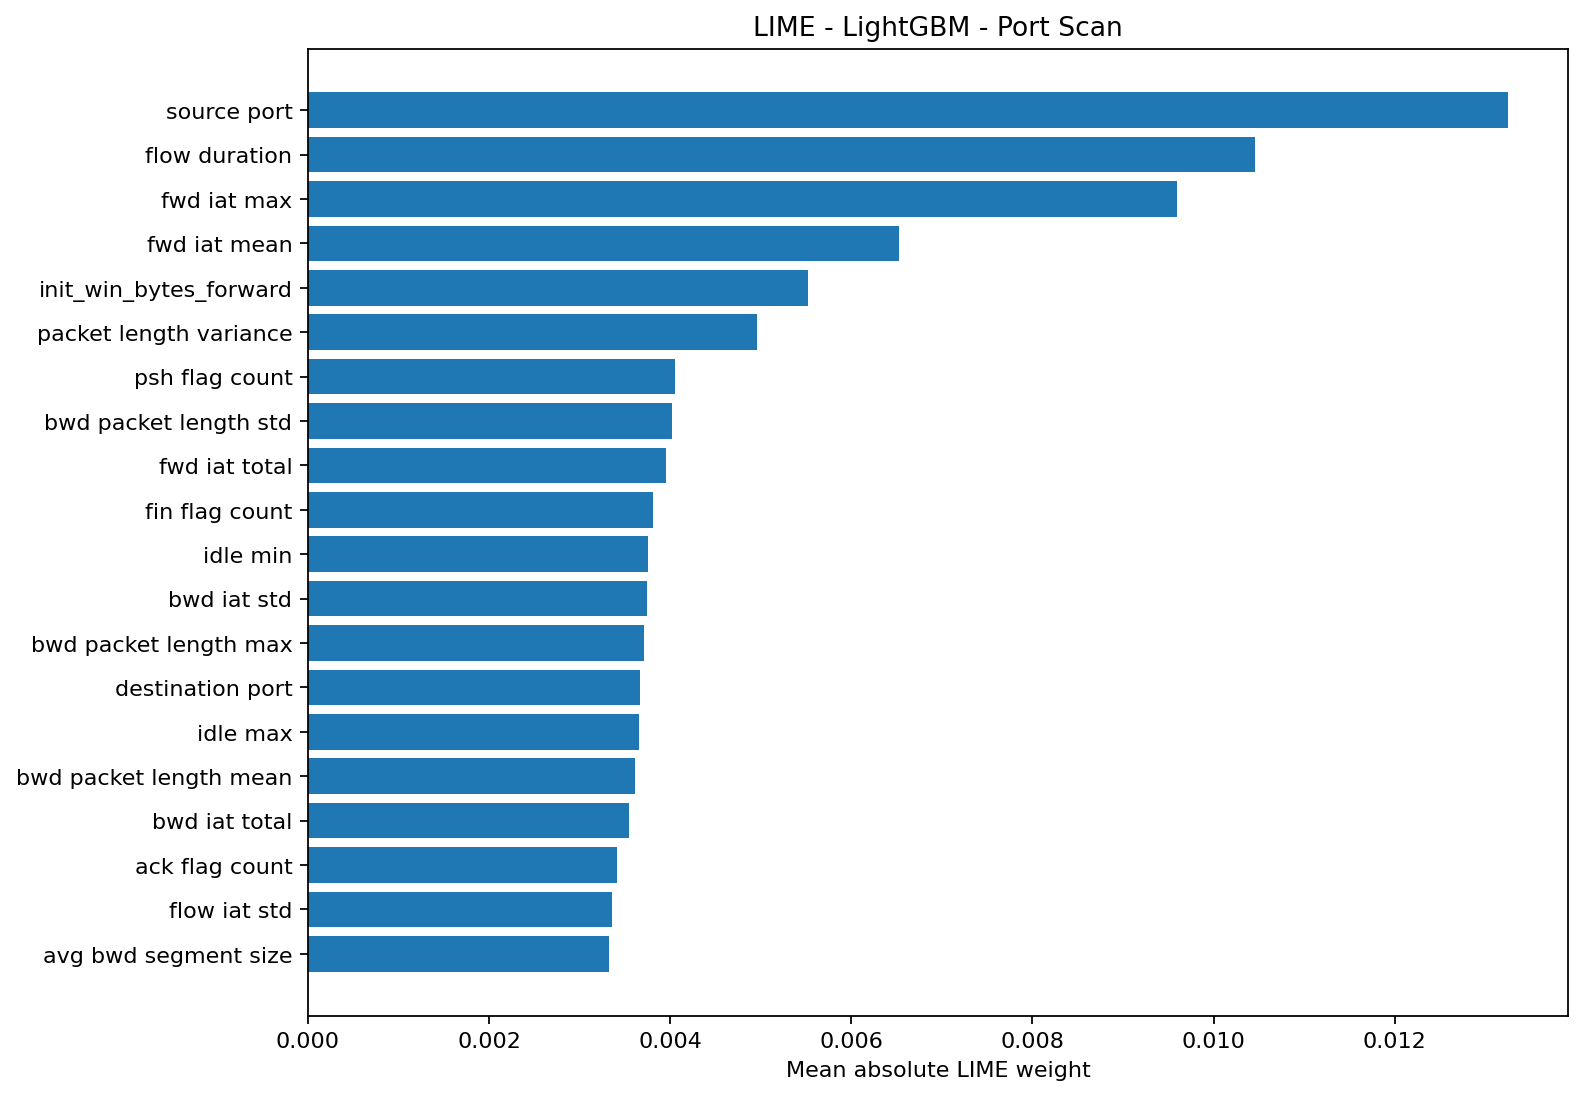 LIME - LightGBM - Port Scan
source port
flow duration
fwd iat max
fwd iat mean
init_win_bytes_forward
packet length variance
psh flag count
bwd packet length std
fwd iat total
fin flag count
idle min
bwd iat std
bwd packet length max
destination port
idle max
bwd packet length mean
bwd iat total
ack flag count
flow iat std
avg bwd segment size
0.000 0.002 0.004 0.006 0.008 0.010 0.012
Mean absolute LIME weight